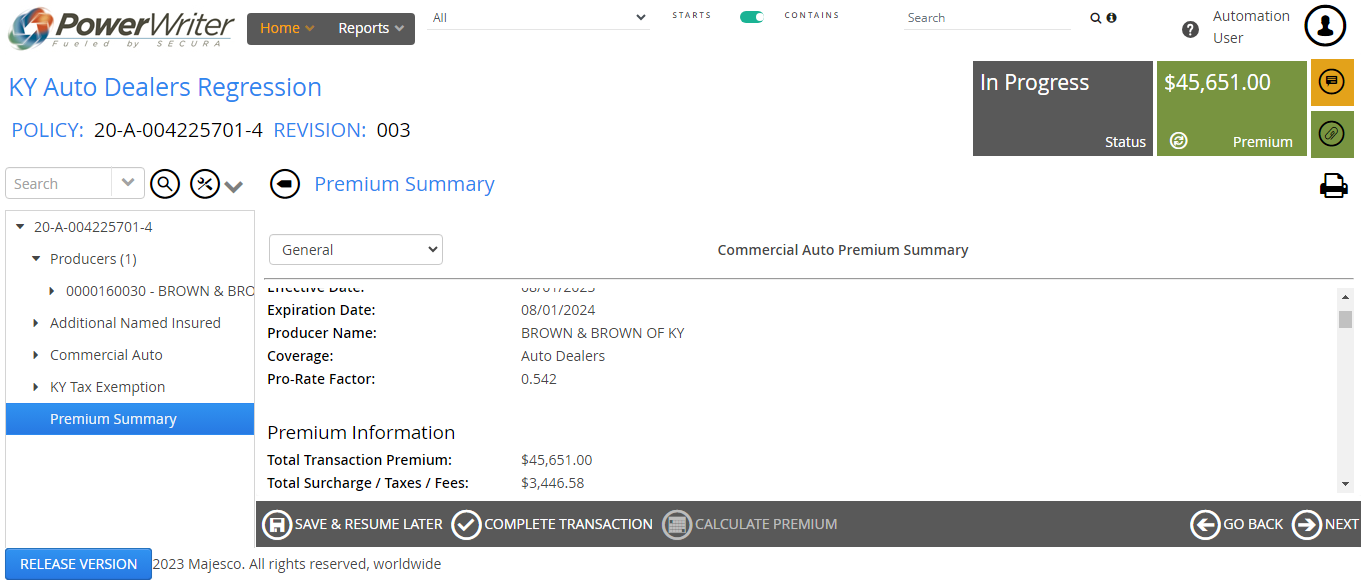 PowerWriter
Fueled by SECURA
Home
Reports
All
STARTS
CONTAINS
Search
Automation
User
KY Auto Dealers Regression
POLICY: 20-A-004225701-4 REVISION: 003
In Progress
Status
$45,651.00
Premium
Search
Premium Summary
20-A-004225701-4
Producers (1)
0000160030 - BROWN & BRO
Additional Named Insured
Commercial Auto
KY Tax Exemption
Premium Summary
General
Commercial Auto Premium Summary
Effective Date: 08/01/2023
Expiration Date: 08/01/2024
Producer Name: BROWN & BROWN OF KY
Coverage: Auto Dealers
Pro-Rate Factor: 0.542
Premium Information
Total Transaction Premium: $45,651.00
Total Surcharge / Taxes / Fees: $3,446.58
SAVE & RESUME LATER
COMPLETE TRANSACTION
CALCULATE PREMIUM
GO BACK
NEXT
RELEASE VERSION
2023 Majesco. All rights reserved, worldwide